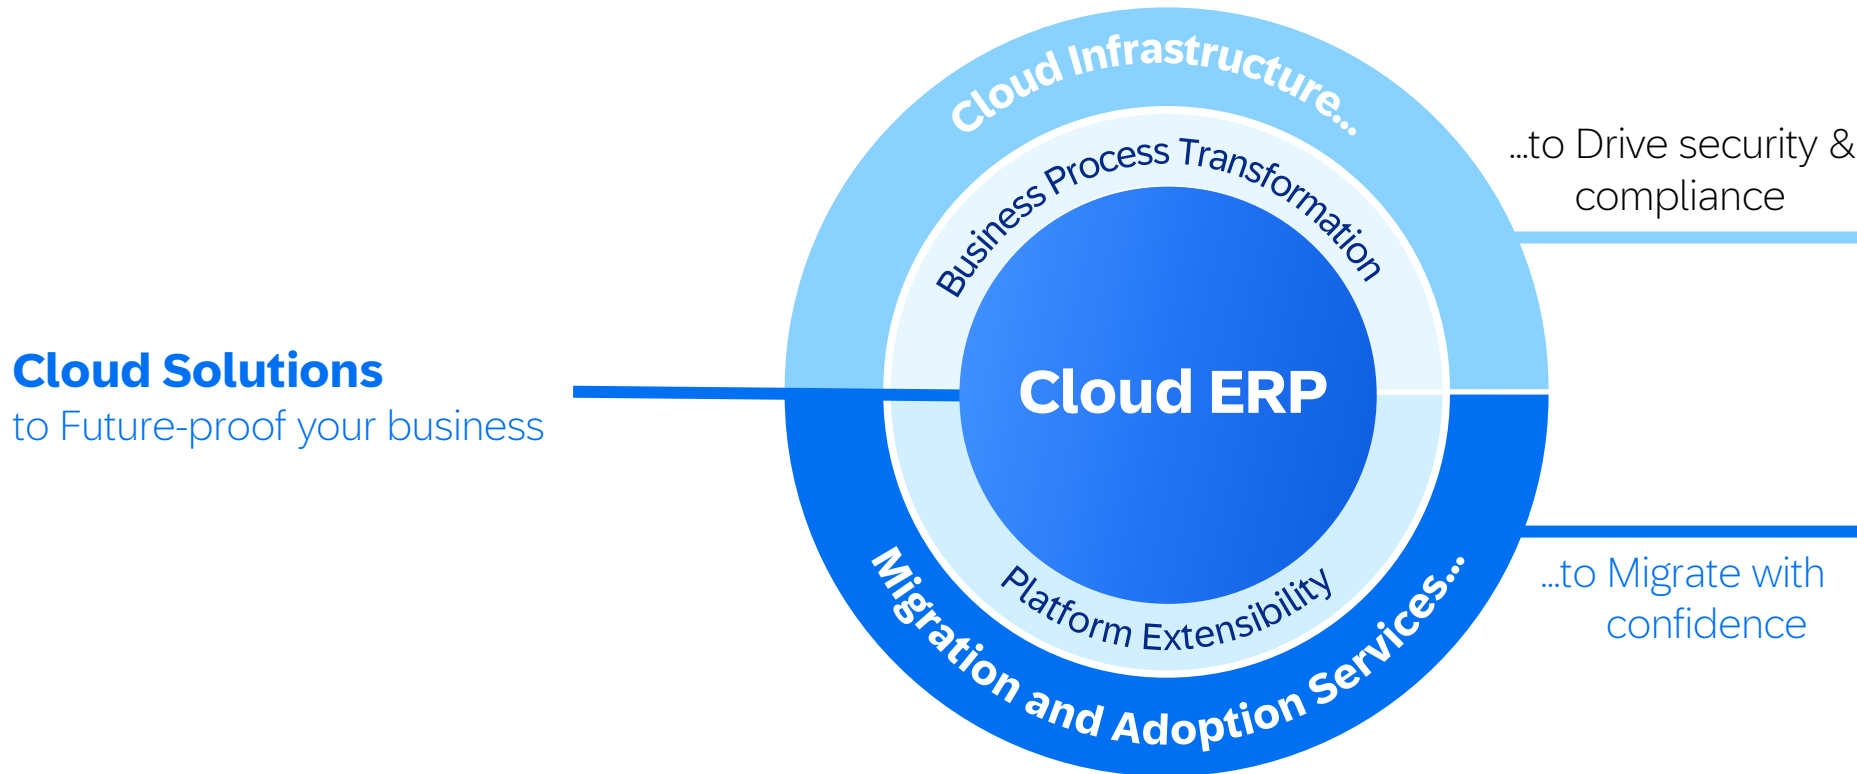 Cloud Infrastructure...
Business Process Transformation
...to Drive security &
compliance
Cloud Solutions
to Future-proof your business
Cloud ERP
Platform Extensibility
Migration and Adoption Services...
...to Migrate with
confidence